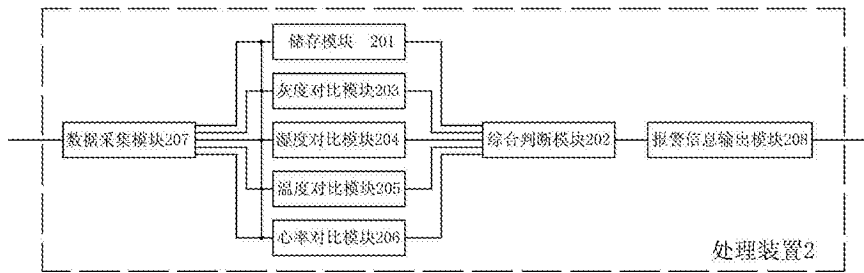 储存模块 201
灰度对比模块203
数据采集模块207
湿度对比模块204
综合判断模块202
报警信息输出模块208
温度对比模块205
心率对比模块206
处理装置2